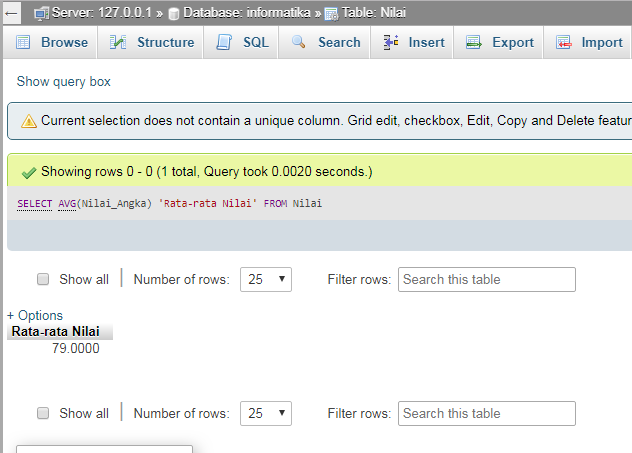 ← Server: 127.0.0.1 » Database: informatika » Table: Nilai
Browse Structure SQL Search Insert Export Import
Show query box
Current selection does not contain a unique column. Grid edit, checkbox, Edit, Copy and Delete featur
Showing rows 0 - 0 (1 total, Query took 0.0020 seconds.)
SELECT AVG(Nilai_Angka) 'Rata-rata Nilai' FROM Nilai
Show all | Number of rows: 25 Filter rows: Search this table
+ Options
Rata-rata Nilai
79.0000
Show all | Number of rows: 25 Filter rows: Search this table